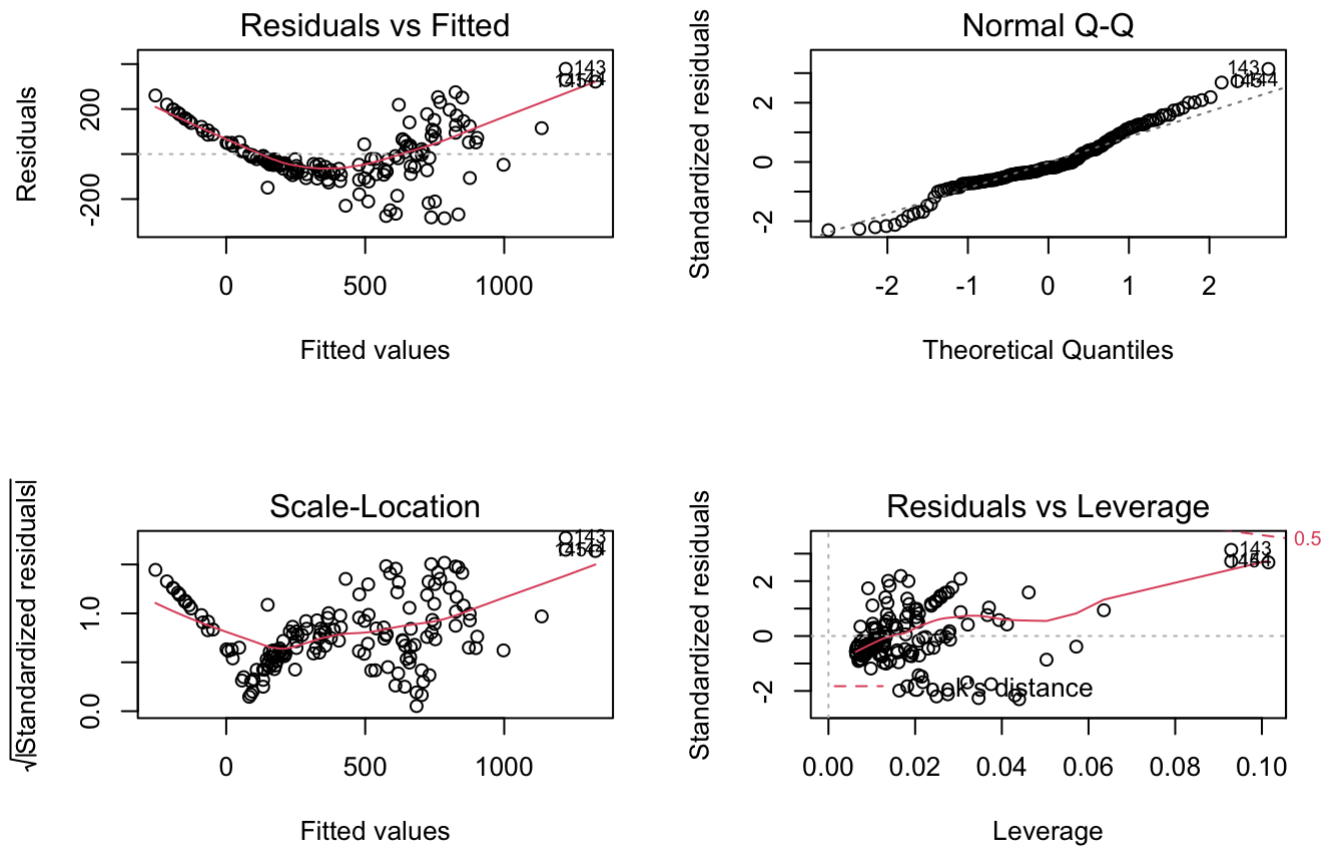 Residuals vs Fitted
Residuals
200
-200
143
0 500 1000
Fitted values
Normal Q-Q
Standardized residuals
2
0
-2
143
-2 -1 0 1 2
Theoretical Quantiles
Scale-Location
√|Standardized residuals|
1.0
0.0
143
0 500 1000
Fitted values
Residuals vs Leverage
Standardized residuals
2
0
-2
143
0.5
Cook's distance
0.00 0.02 0.04 0.06 0.08 0.10
Leverage